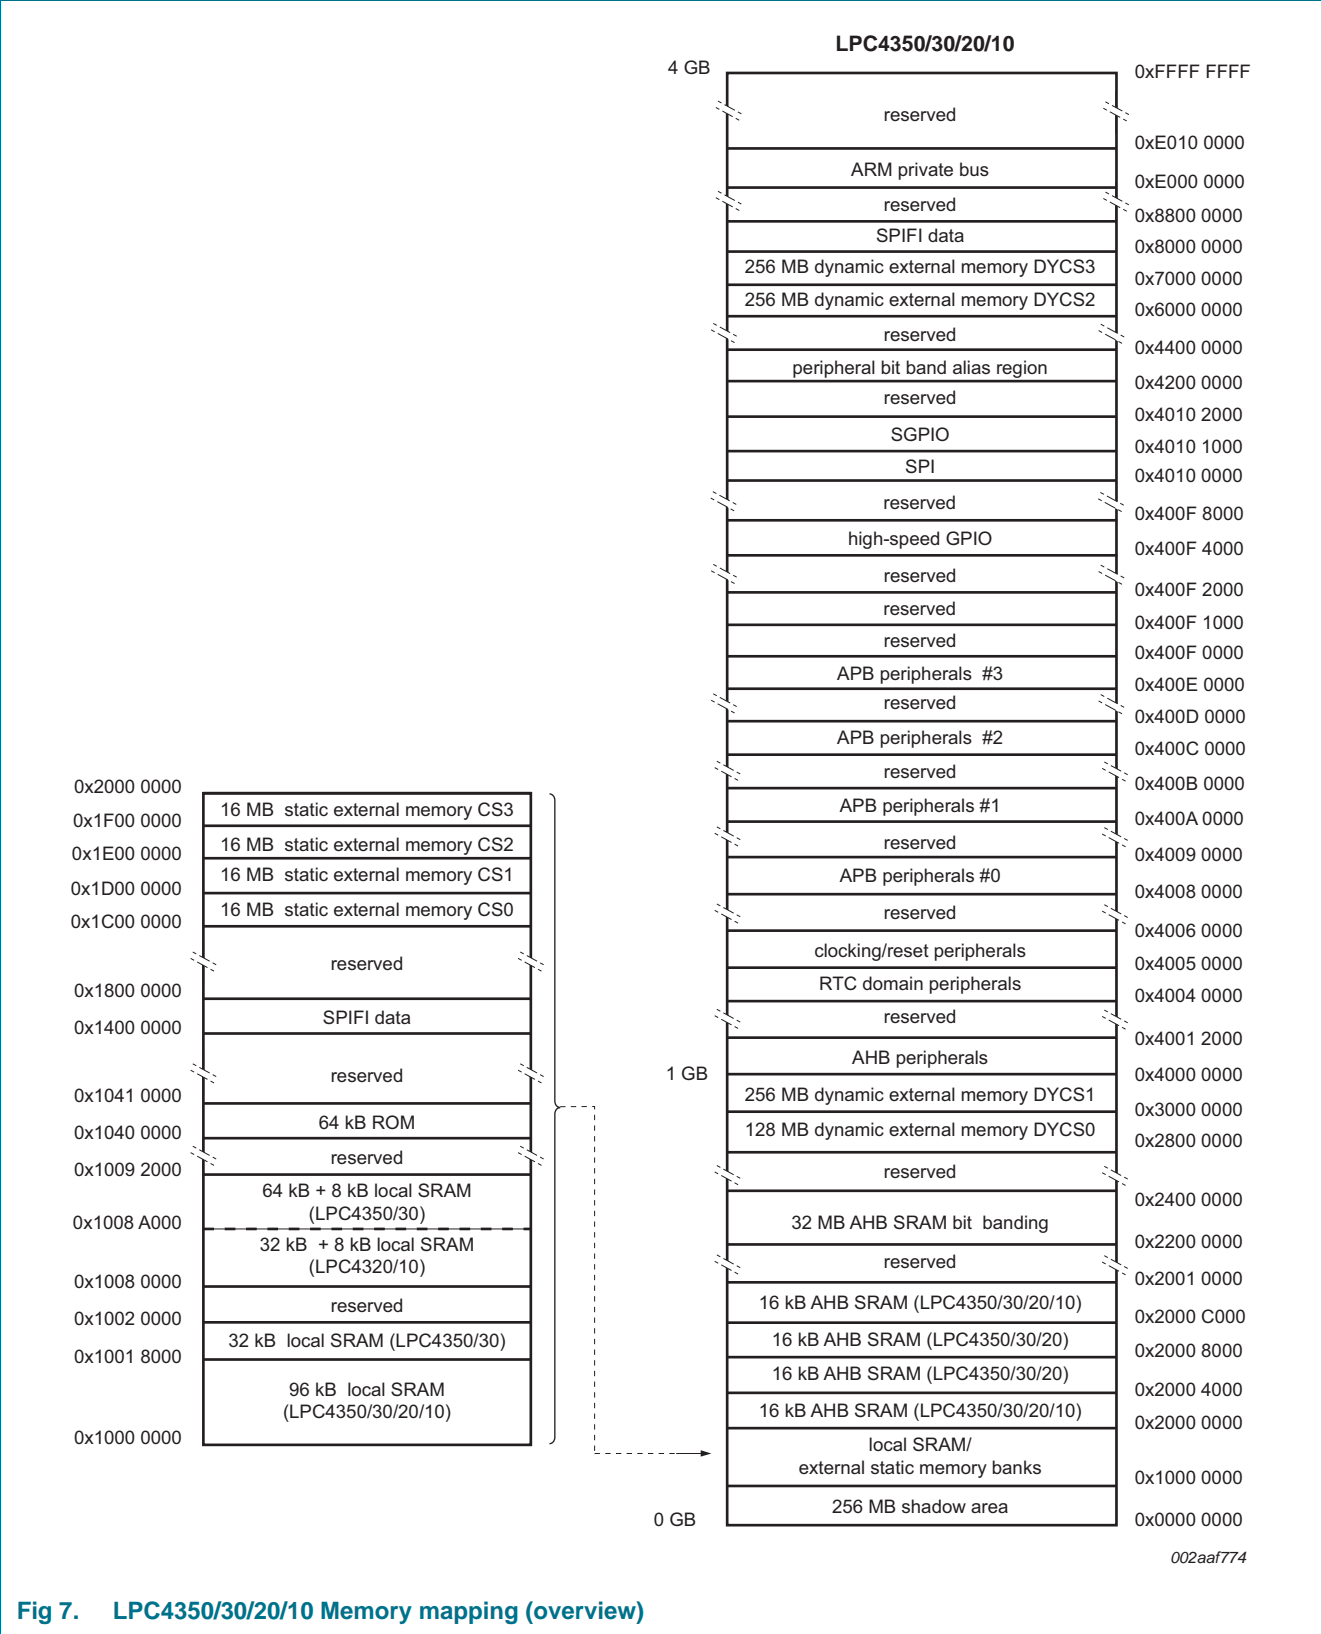 LPC4350/30/20/10
4 GB
0xFFFF FFFF
reserved
0xE010 0000
ARM private bus
0xE000 0000
reserved
0x8800 0000
SPIFI data
0x8000 0000
256 MB dynamic external memory DYCS3
0x7000 0000
256 MB dynamic external memory DYCS2
0x6000 0000
reserved
0x4400 0000
peripheral bit band alias region
0x4200 0000
reserved
0x4010 2000
SGPIO
0x4010 1000
SPI
0x4010 0000
reserved
0x400F 8000
high-speed GPIO
0x400F 4000
reserved
0x400F 2000
reserved
0x400F 1000
reserved
0x400F 0000
APB peripherals #3
0x400E 0000
reserved
0x400D 0000
APB peripherals #2
0x400C 0000
reserved
0x400B 0000
APB peripherals #1
0x400A 0000
reserved
0x4009 0000
APB peripherals #0
0x4008 0000
reserved
0x4006 0000
clocking/reset peripherals
0x4005 0000
RTC domain peripherals
0x4004 0000
reserved
0x4001 2000
AHB peripherals
1 GB
0x4000 0000
256 MB dynamic external memory DYCS1
0x3000 0000
128 MB dynamic external memory DYCS0
0x2800 0000
reserved
0x2400 0000
32 MB AHB SRAM bit banding
0x2200 0000
reserved
0x2001 0000
16 kB AHB SRAM (LPC4350/30/20/10)
0x2000 C000
16 kB AHB SRAM (LPC4350/30/20)
0x2000 8000
16 kB AHB SRAM (LPC4350/30/20)
0x2000 4000
16 kB AHB SRAM (LPC4350/30/20/10)
0x2000 0000
local SRAM/
external static memory banks
0x1000 0000
256 MB shadow area
0 GB
0x0000 0000
0x2000 0000
16 MB static external memory CS3
0x1F00 0000
16 MB static external memory CS2
0x1E00 0000
16 MB static external memory CS1
0x1D00 0000
16 MB static external memory CS0
0x1C00 0000
reserved
0x1800 0000
SPIFI data
0x1400 0000
reserved
0x1041 0000
64 kB ROM
0x1040 0000
reserved
0x1009 2000
64 kB + 8 kB local SRAM
(LPC4350/30)
0x1008 A000
32 kB + 8 kB local SRAM
(LPC4320/10)
0x1008 0000
reserved
0x1002 0000
32 kB local SRAM (LPC4350/30)
0x1001 8000
96 kB local SRAM
(LPC4350/30/20/10)
0x1000 0000
002aaf774
Fig 7. LPC4350/30/20/10 Memory mapping (overview)